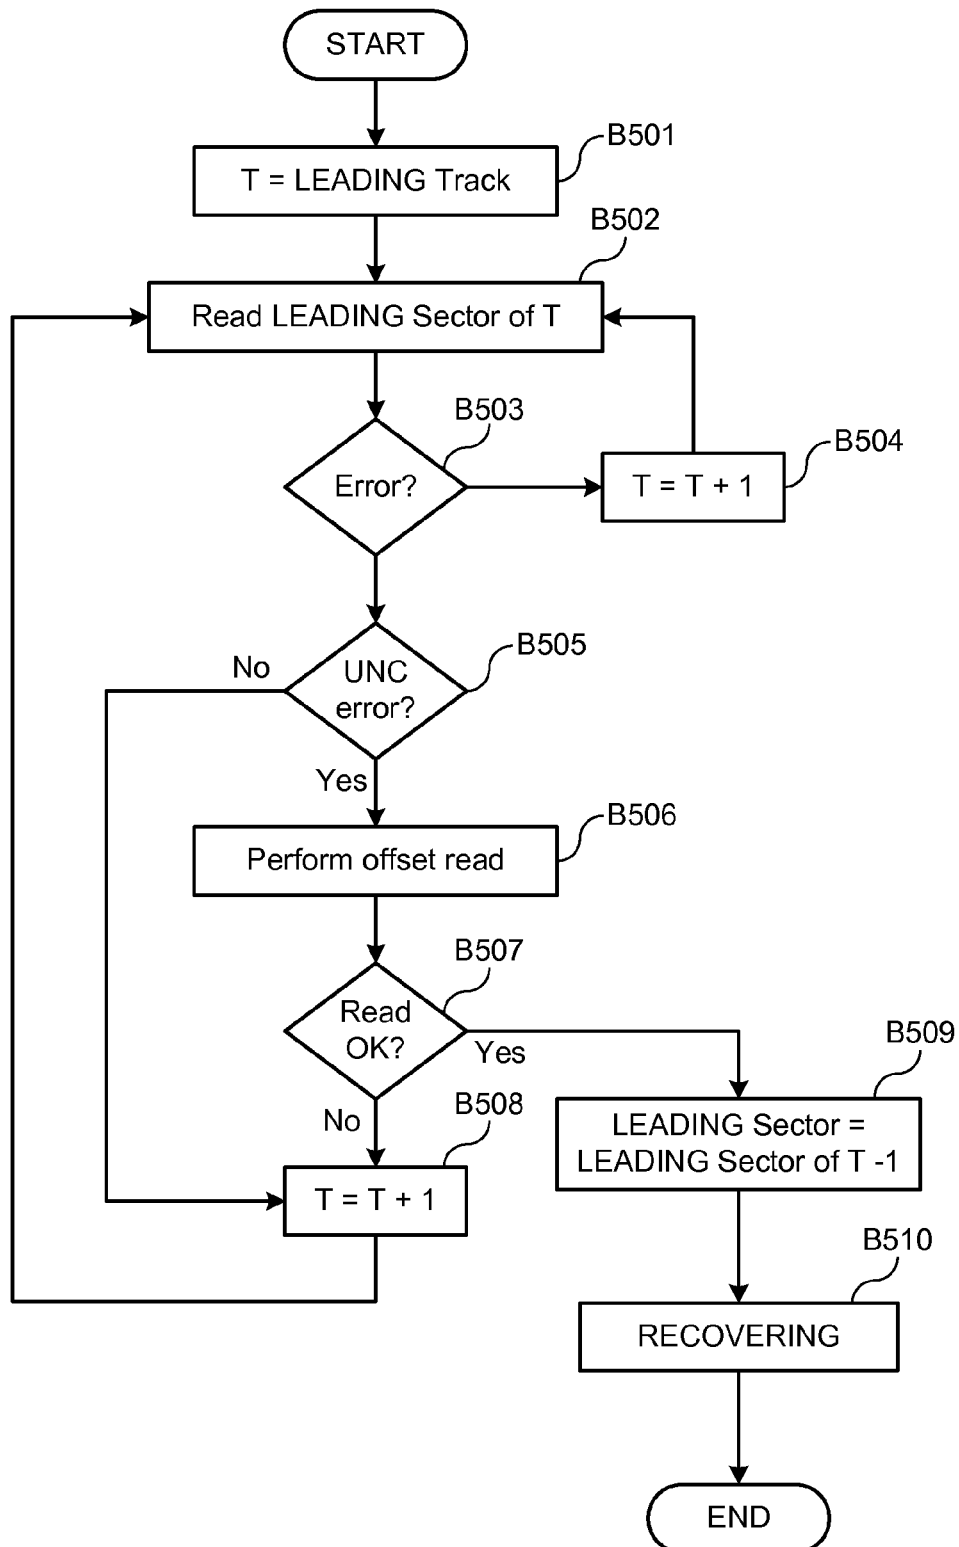 START
B501
T = LEADING Track
B502
Read LEADING Sector of T
B503
Error?
B504
T = T + 1
B505
No
UNC
error?
Yes
B506
Perform offset read
B507
Read
OK?
Yes
B509
No
B508
LEADING Sector =
LEADING Sector of T -1
T = T + 1
B510
RECOVERING
END